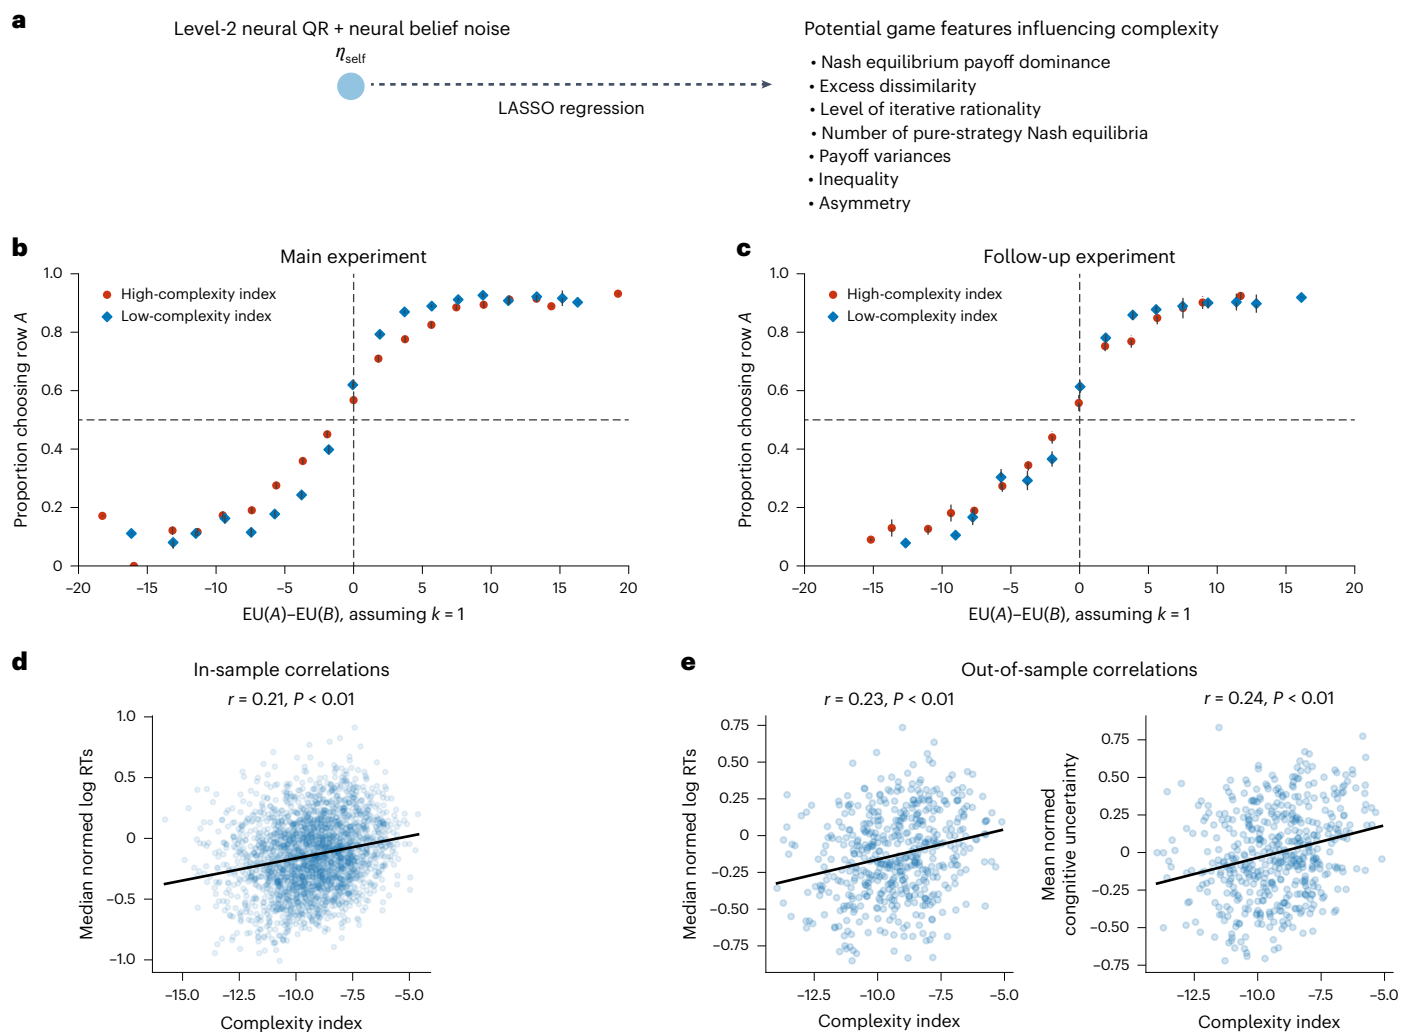 a
Level-2 neural QR + neural belief noise
ηself
LASSO regression
Potential game features influencing complexity
• Nash equilibrium payoff dominance
• Excess dissimilarity
• Level of iterative rationality
• Number of pure-strategy Nash equilibria
• Payoff variances
• Inequality
• Asymmetry
b
Main experiment
High-complexity index
Low-complexity index
Proportion choosing row A
1.0
0.8
0.6
0.4
0.2
0
–20 –15 –10 –5 0 5 10 15 20
EU(A)–EU(B), assuming k = 1
c
Follow-up experiment
High-complexity index
Low-complexity index
Proportion choosing row A
1.0
0.8
0.6
0.4
0.2
0
–20 –15 –10 –5 0 5 10 15 20
EU(A)–EU(B), assuming k = 1
d
In-sample correlations
r = 0.21, P < 0.01
Median normed log RTs
1.0
0.5
0
–0.5
–1.0
–15.0 –12.5 –10.0 –7.5 –5.0
Complexity index
e
Out-of-sample correlations
r = 0.23, P < 0.01
Median normed log RTs
0.75
0.50
0.25
0
–0.25
–0.50
–0.75
–12.5 –10.0 –7.5 –5.0
Complexity index
r = 0.24, P < 0.01
Mean normed
congnitive uncertainty
0.75
0.50
0.25
0
–0.25
–0.50
–0.75
–12.5 –10.0 –7.5 –5.0
Complexity index